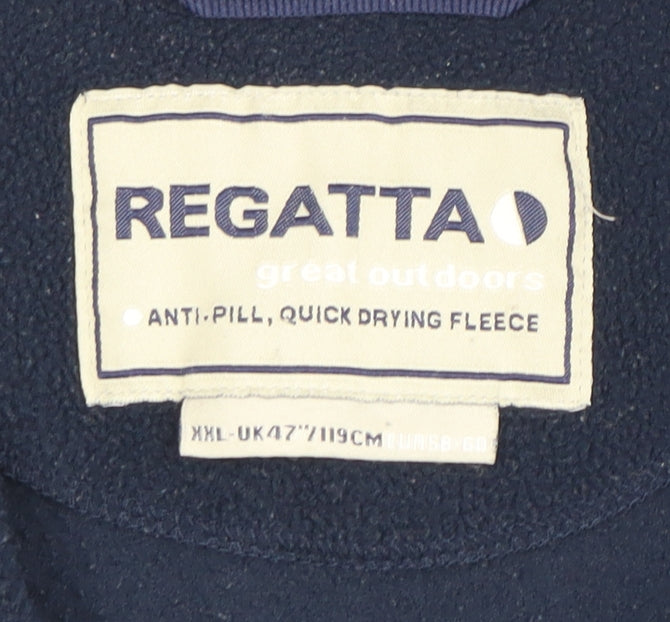 REGATTA
great outdoors
ANTI-PILL, QUICK DRYING FLEECE
XXL-UK47"/119CM